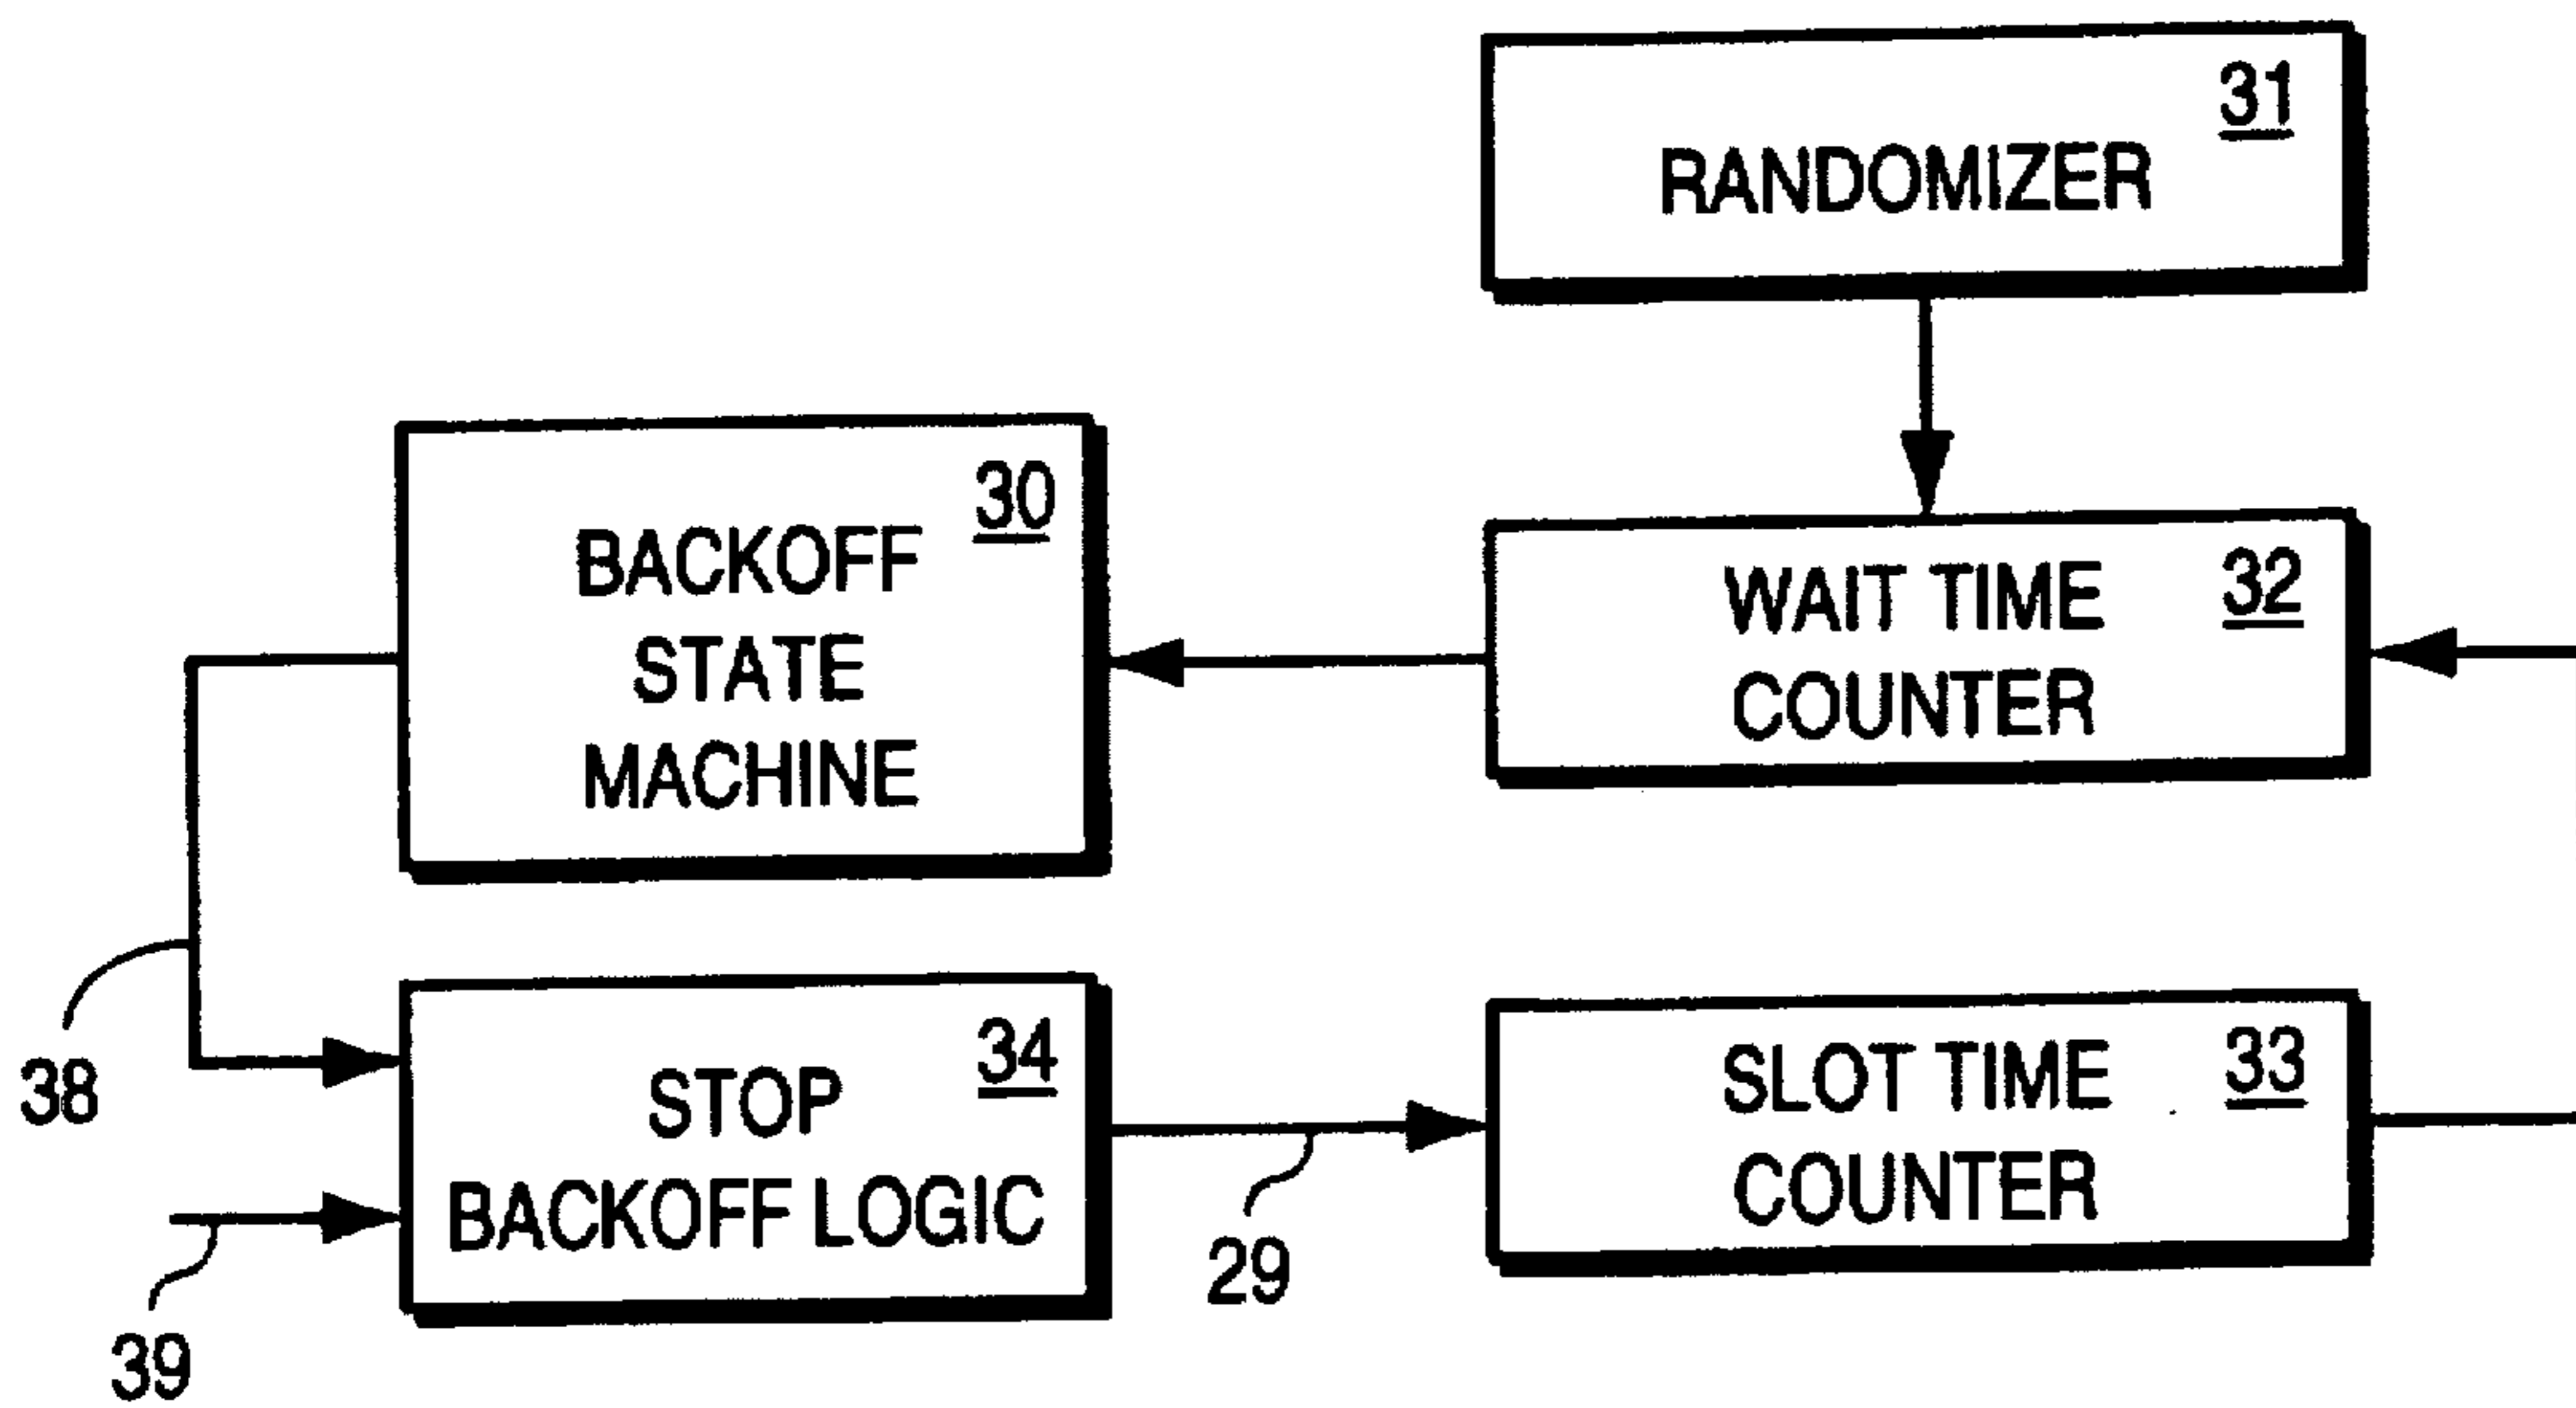 31
RANDOMIZER
30
BACKOFF
STATE
MACHINE
32
WAIT TIME
COUNTER
38
34
STOP
BACKOFF LOGIC
33
SLOT TIME
COUNTER
29
39